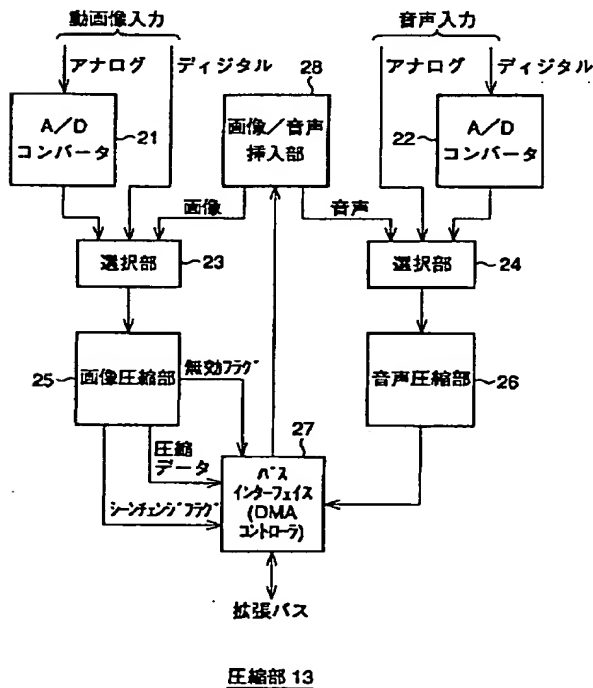 動画像入力
音声入力
アナログ
ディジタル
アナログ
ディジタル
28
A/D
コンバータ
21
画像/音声
挿入部
22
A/D
コンバータ
画像
音声
選択部
23
選択部
24
25
画像圧縮部
無効フラグ
音声圧縮部
26
圧縮
データ
27
シーンチェンジフラグ
バス
インターフェイス
(DMA
コントローラ)
拡張バス
圧縮部 13